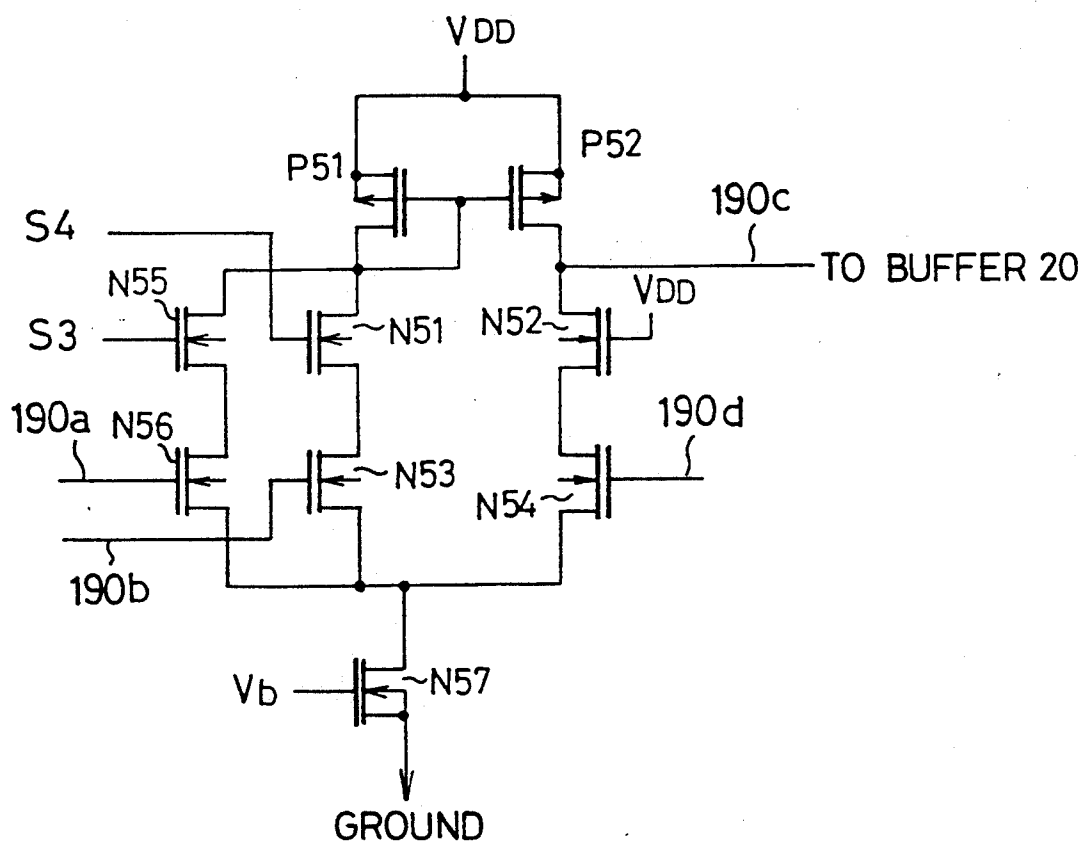 VDD
P51
P52
190c
S4
TO BUFFER 20
N55
VDD
N51
N52
S3
190a
190d
N56
N53
N54
190b
Vb
N57
GROUND